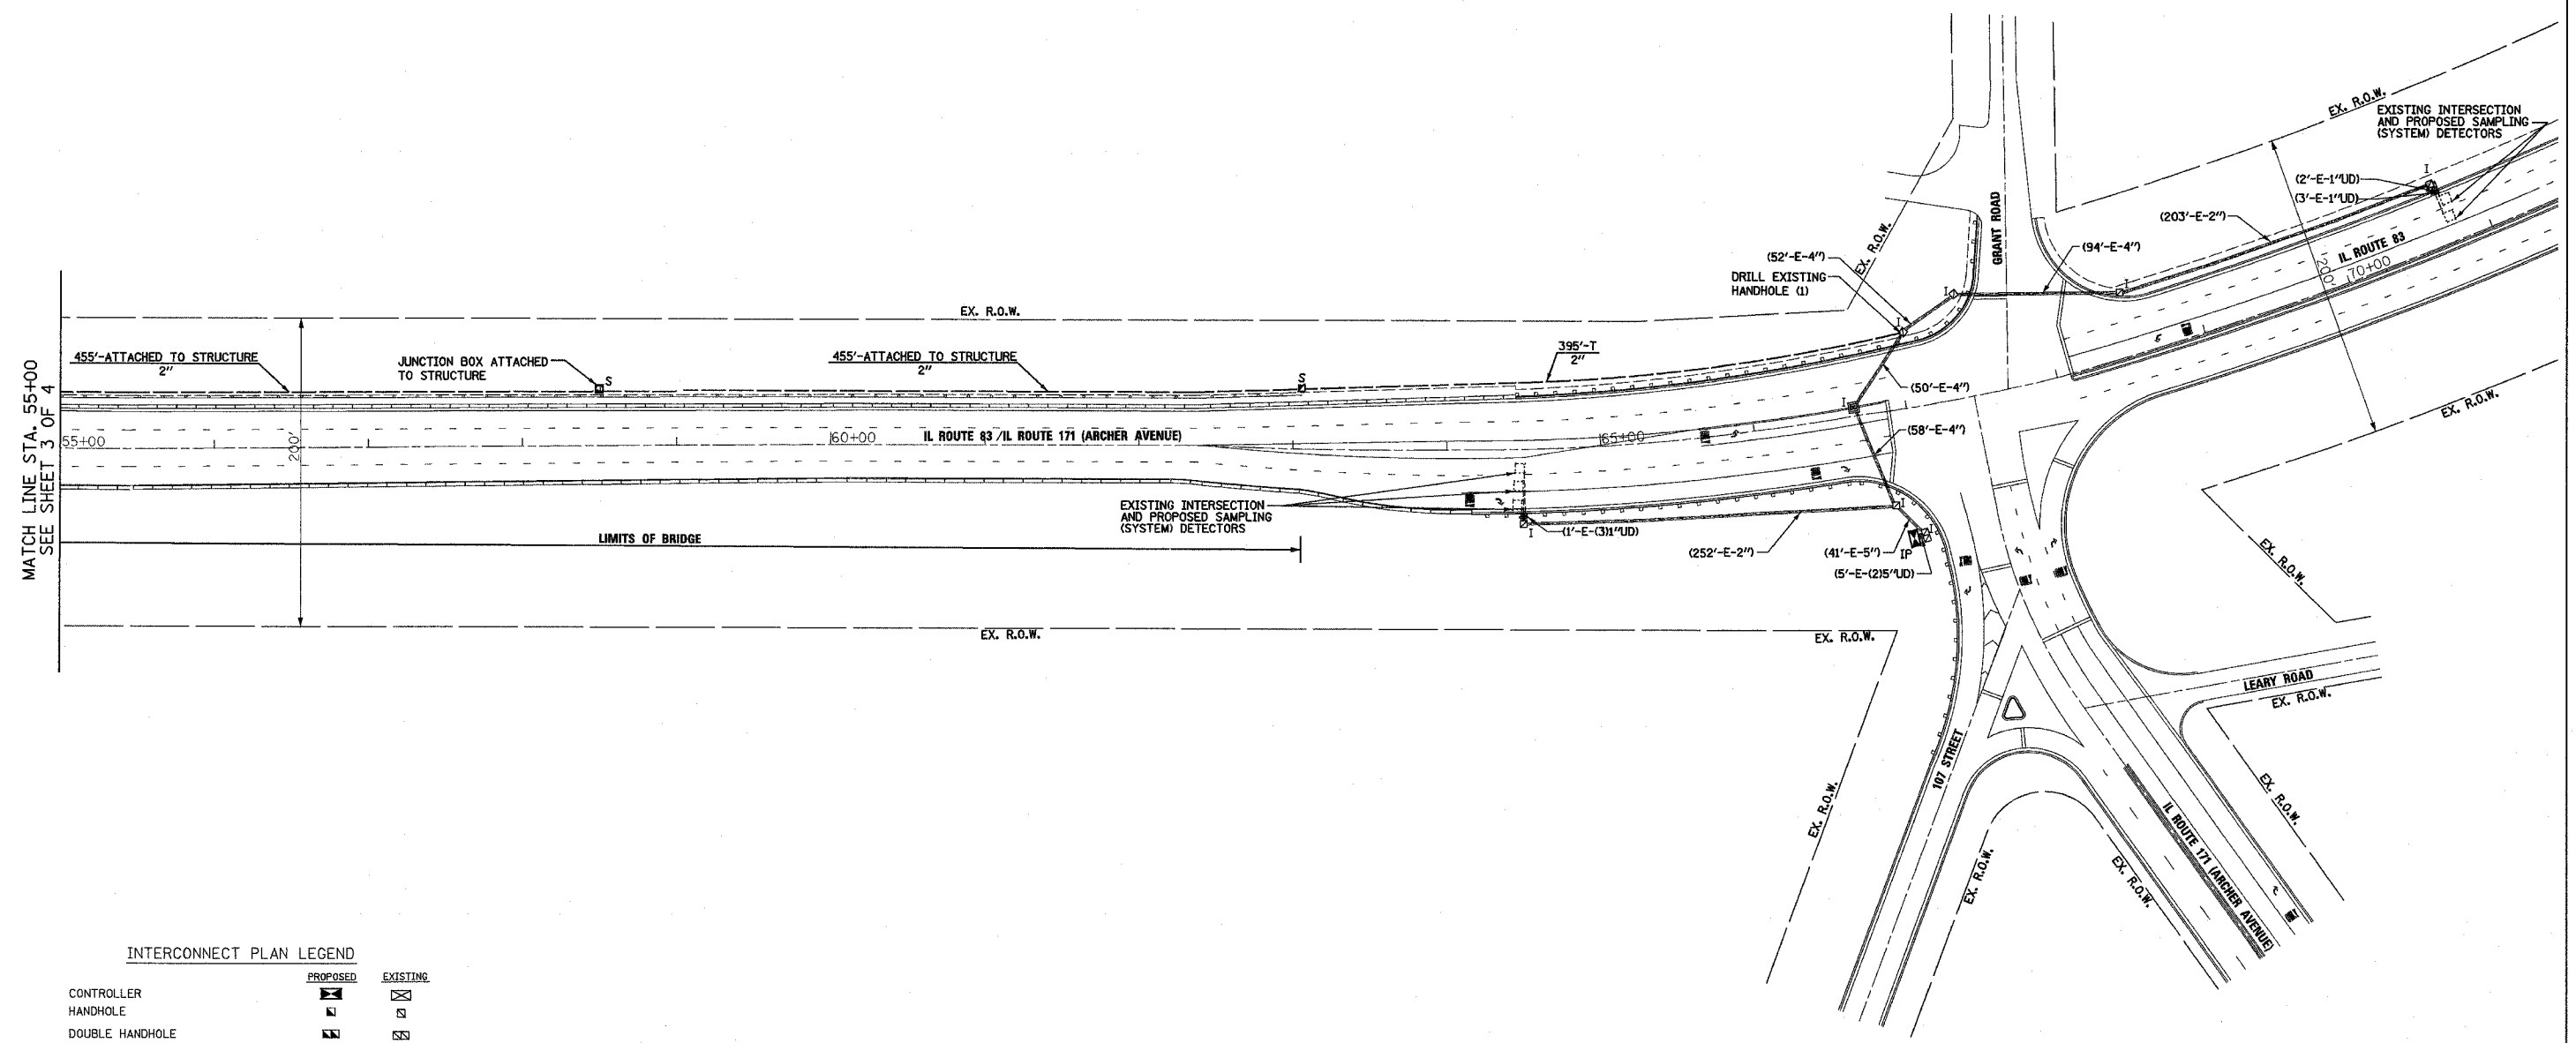 MATCH LINE STA. 55+00
SEE SHEET 3 OF 4
455'-ATTACHED TO STRUCTURE
2"
JUNCTION BOX ATTACHED
TO STRUCTURE
S
455'-ATTACHED TO STRUCTURE
2"
S
395'-T
2"
EX. R.O.W.
200'
55+00
60+00
IL ROUTE 83 /IL ROUTE 171 (ARCHER AVENUE)
65+00
EXISTING INTERSECTION
AND PROPOSED SAMPLING
(SYSTEM) DETECTORS
LIMITS OF BRIDGE
I
(1'-E-(3)1"UD)
(252'-E-2")
(41'-E-5")
IP
(5'-E-(2)5"UD)
I
I
(58'-E-4")
I
(50'-E-4")
I
DRILL EXISTING
HANDHOLE (1)
(52'-E-4")
I
EX. R.O.W.
GRANT ROAD
(94'-E-4")
I
(203'-E-2")
(2'-E-1"UD)
(3'-E-1"UD)
I
EX. R.O.W.
EXISTING INTERSECTION
AND PROPOSED SAMPLING
(SYSTEM) DETECTORS
IL ROUTE 83
70+00
200'
EX. R.O.W.
EX. R.O.W.
EX. R.O.W.
EX. R.O.W.
LEARY ROAD
EX. R.O.W.
EX. R.O.W.
107 STREET
EX. R.O.W.
EX. R.O.W.
EX. R.O.W.
IL ROUTE 171 (ARCHER AVENUE)
INTERCONNECT PLAN LEGEND
PROPOSED EXISTING
CONTROLLER
HANDHOLE
DOUBLE HANDHOLE